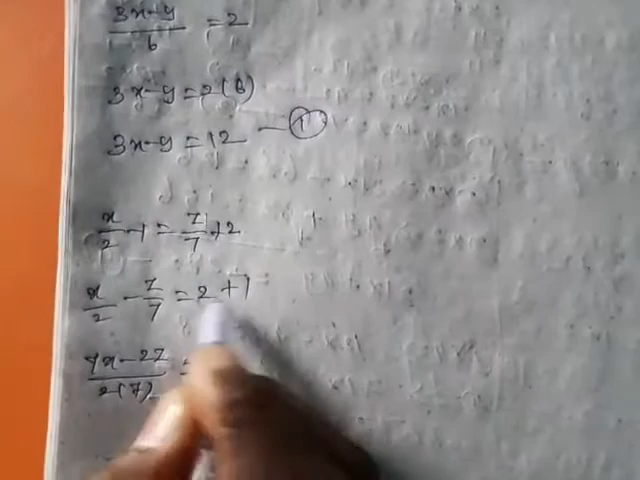 3x-y/6 = 2
3x-y = 2(6)
3x-y = 12 — (1)
x/2 - 1 = z/7 + 2
x/2 - z/7 = 2 + 1
7x-2z/2(7) =